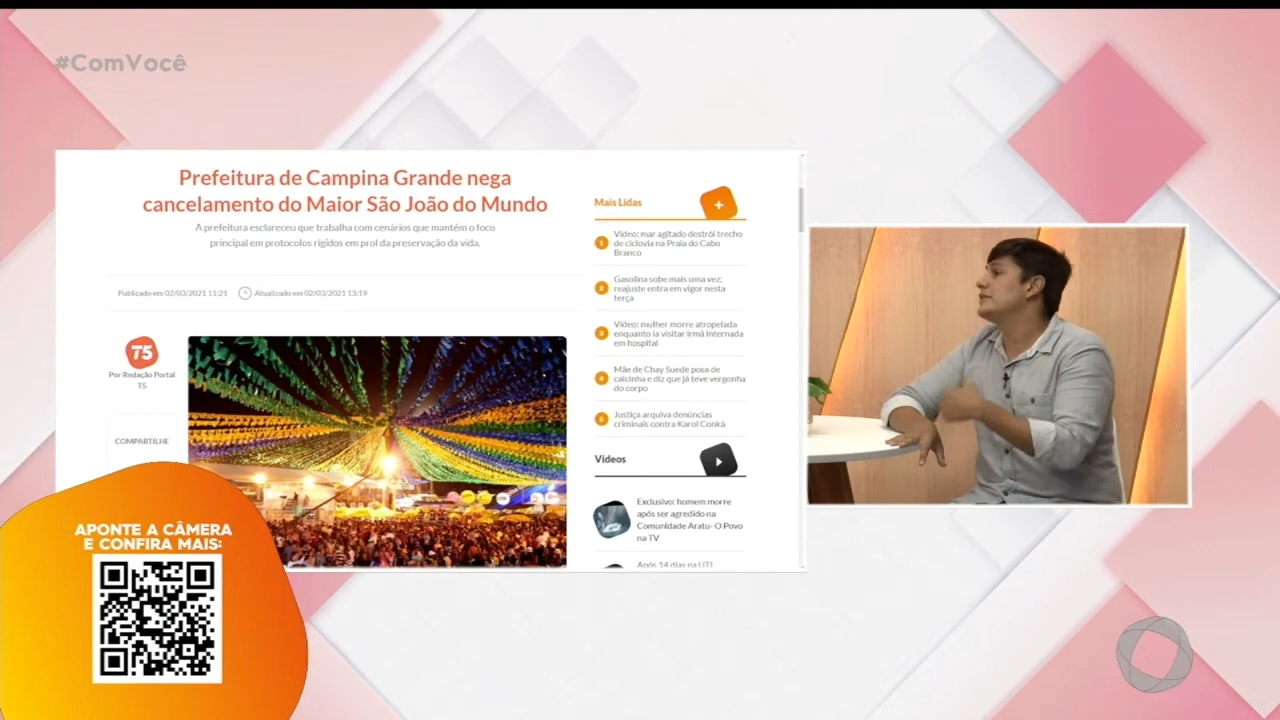 #ComVocê
Prefeitura de Campina Grande nega
cancelamento do Maior São João do Mundo
A prefeitura esclareceu que trabalha com cenários que mantém o foco
principal em protocolos rígidos em prol da preservação da vida.
Publicado em 02/03/2021 11:21
Atualizado em 02/03/2021 13:19
T5
Por Redação Portal
T5
COMPARTILHE
Mais Lidas
+
1
Vídeo: mar agitado destrói trecho
de ciclovia na Praia do Cabo
Branco
2
Gasolina sobe mais uma vez;
reajuste entra em vigor nesta
terça
3
Vídeo: mulher morre atropelada
enquanto ia visitar irmã internada
em hospital
4
Mãe de Chay Suede posa de
calcinha e diz que já teve vergonha
do corpo
5
Justiça arquiva denúncias
criminais contra Karol Conká
Vídeos
Exclusivo: homem morre
após ser agredido na
Comunidade Aratu- O Povo
na TV
Após 14 dias na UTI
APONTE A CÂMERA
E CONFIRA MAIS: